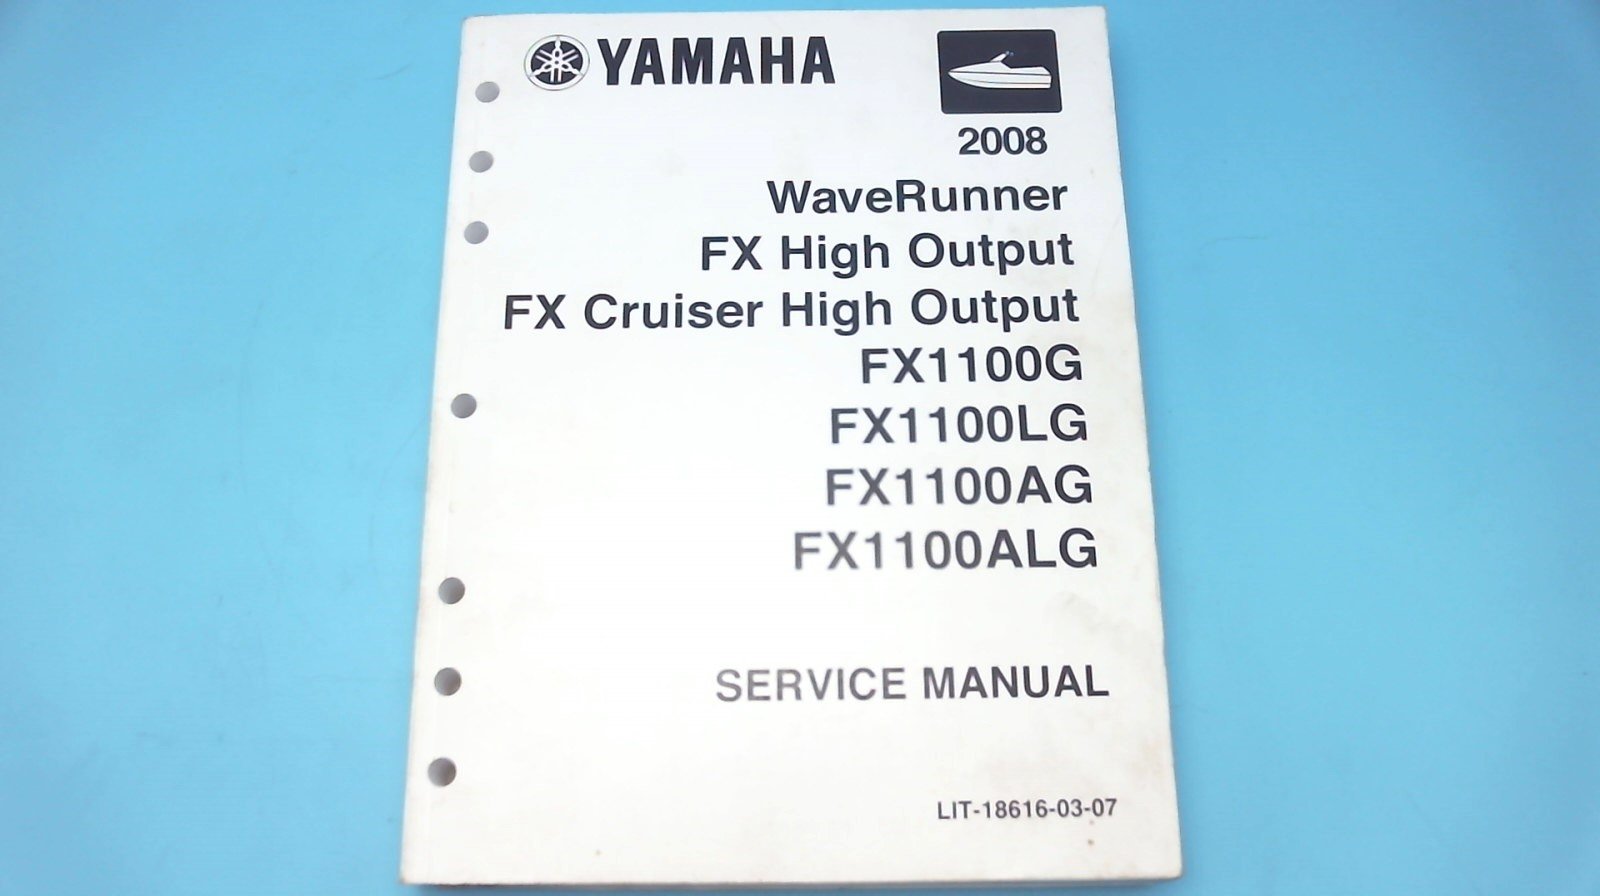 YAMAHA
2008
WaveRunner
FX High Output
FX Cruiser High Output
FX1100G
FX1100LG
FX1100AG
FX1100ALG
SERVICE MANUAL
LIT-18616-03-07